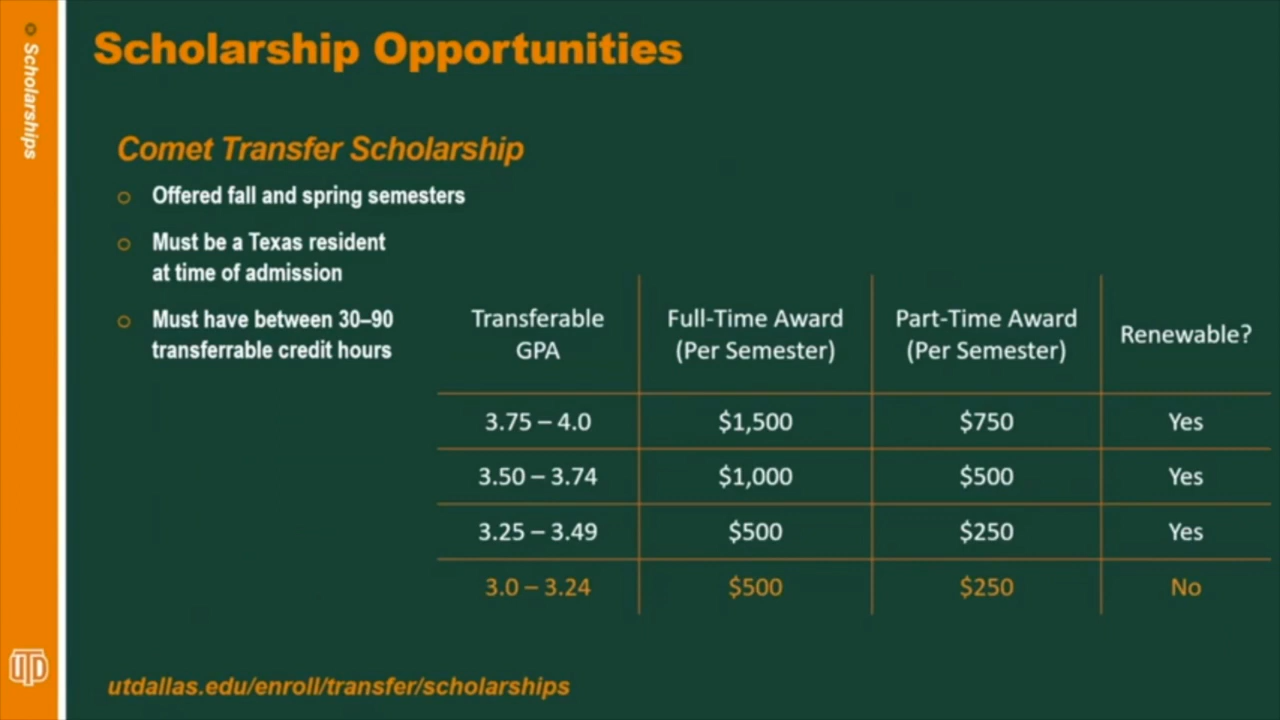 Scholarships
Scholarship Opportunities
Comet Transfer Scholarship
Offered fall and spring semesters
Must be a Texas resident
at time of admission
Must have between 30–90
transferrable credit hours
Transferable GPA | Full-Time Award (Per Semester) | Part-Time Award (Per Semester) | Renewable?
3.75 – 4.0 | $1,500 | $750 | Yes
3.50 – 3.74 | $1,000 | $500 | Yes
3.25 – 3.49 | $500 | $250 | Yes
3.0 – 3.24 | $500 | $250 | No
UTD
utdallas.edu/enroll/transfer/scholarships